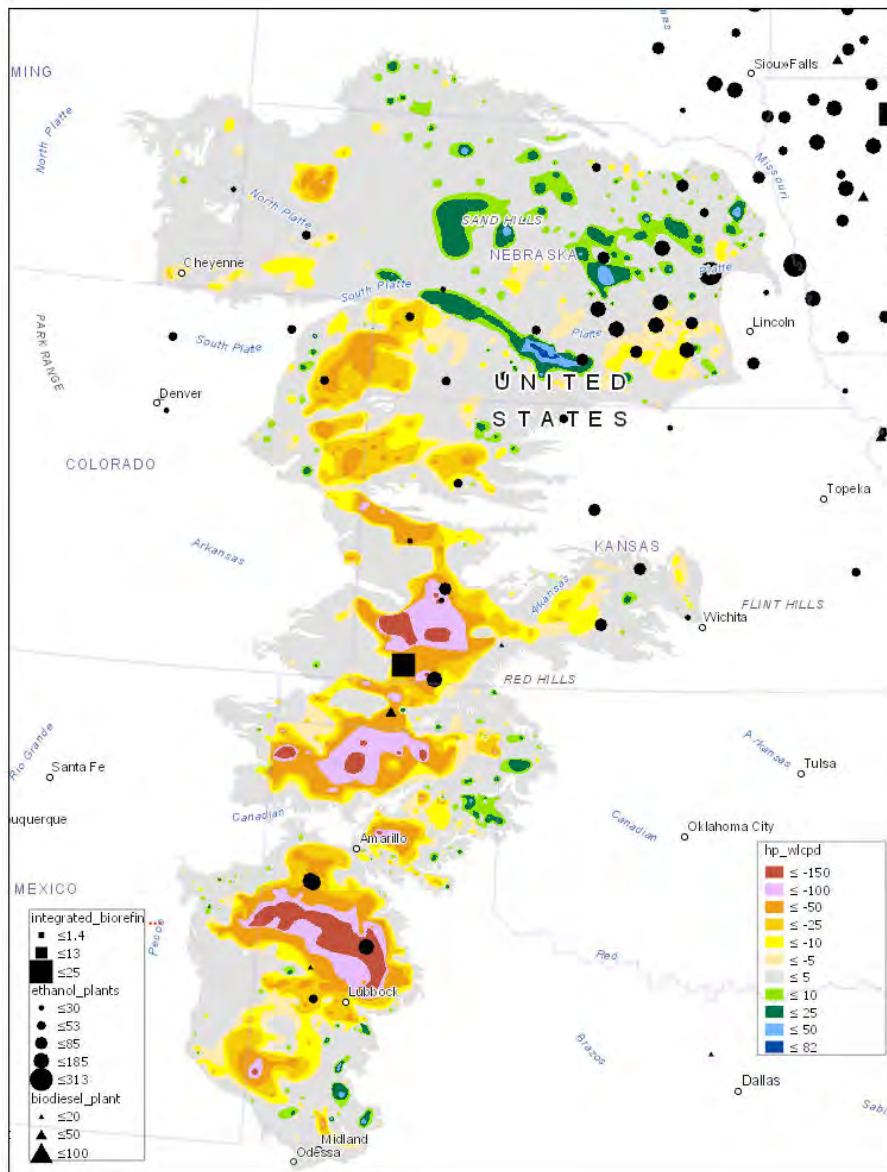 Sioux Falls
MING
North Platte
Missouri
North Platte
SAND HILLS
NEBRASKA
Platte
Cheyenne
South Platte
PARK RANGE
Platte
Lincoln
South Platte
UNITED
Denver
STATES
COLORADO
Topeka
Arkansas
KANSAS
Arkansas
FLINT HILLS
Wichita
RED HILLS
Rio Grande
Santa Fe
Arkansas
Tulsa
Canadian
Canadian
uquerque
Oklahoma City
Amarillo
MEXICO
Pecos
Red
Lubbock
Brazos
Dallas
Sabi
Midland
Odessa
hp_wlcpd
≤ -150
≤ -100
≤ -50
≤ -25
≤ -10
≤ -5
≤ 5
≤ 10
≤ 25
≤ 50
≤ 82
integrated_biorefin
≤1.4
≤13
≤25
ethanol_plants
≤30
≤53
≤85
≤185
≤313
biodiesel_plant
≤20
≤50
≤100